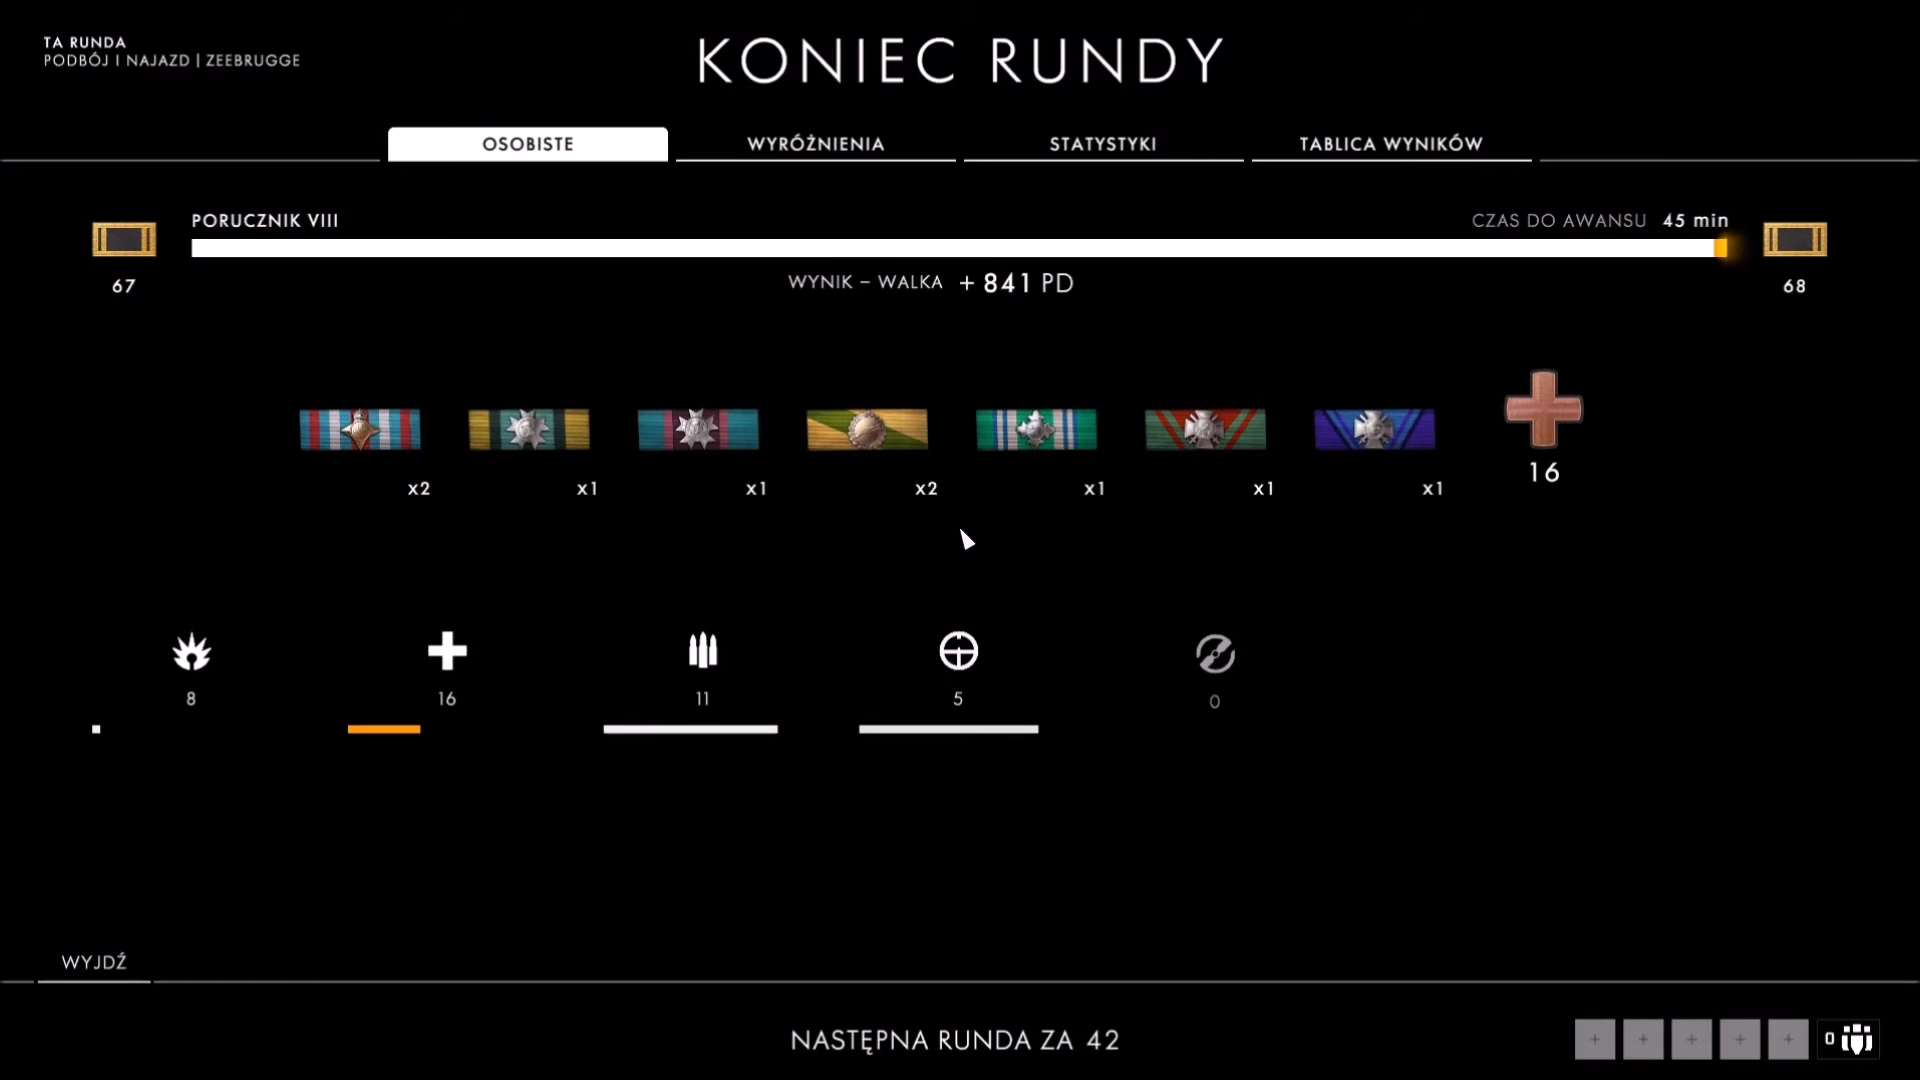 TA RUNDA
PODBÓJ I NAJAZD | ZEEBRUGGE
KONIEC RUNDY
OSOBISTE
WYRÓŻNIENIA
STATYSTYKI
TABLICA WYNIKÓW
PORUCZNIK VIII
CZAS DO AWANSU 45 min
67
WYNIK – WALKA + 841 PD
68
x2
x1
x1
x2
x1
x1
x1
16
8
16
11
5
0
WYJDŹ
NASTĘPNA RUNDA ZA 42
0